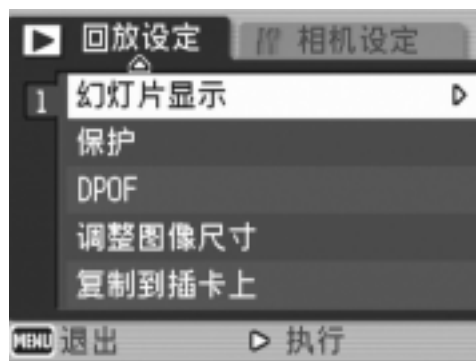 回放设定 相机设定
1 幻灯片显示
保护
DPOF
调整图像尺寸
复制到插卡上
MENU 退出 执行